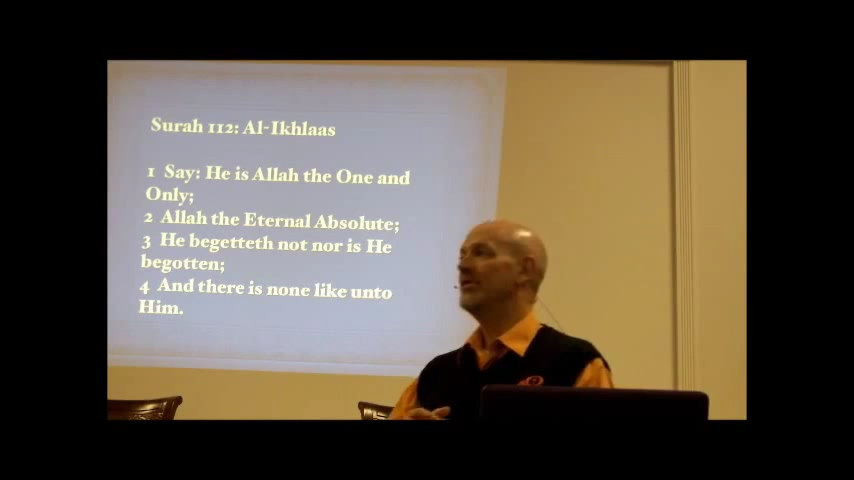 Surah 112: Al-Ikhlaas
1 Say: He is Allah the One and
Only;
2 Allah the Eternal Absolute;
3 He begetteth not nor is He
begotten;
4 And there is none like unto
Him.